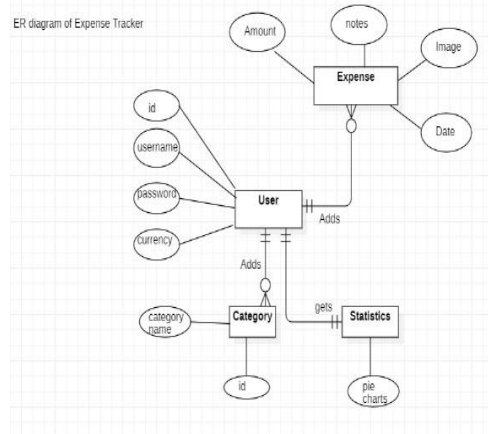 ER diagram of Expense Tracker
Amount
notes
Image
Expense
Date
id
username
password
currency
User
Adds
Adds
gets
category
name
Category
Statistics
id
pie
charts